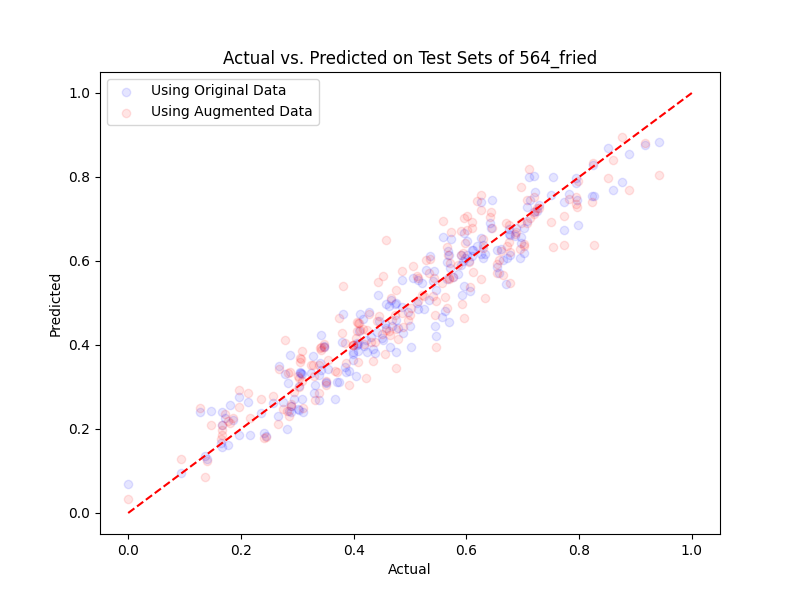 Actual vs. Predicted on Test Sets of 564_fried
Using Original Data
Using Augmented Data
1.0
0.8
0.6
0.4
0.2
0.0
Predicted
0.0 0.2 0.4 0.6 0.8 1.0
Actual